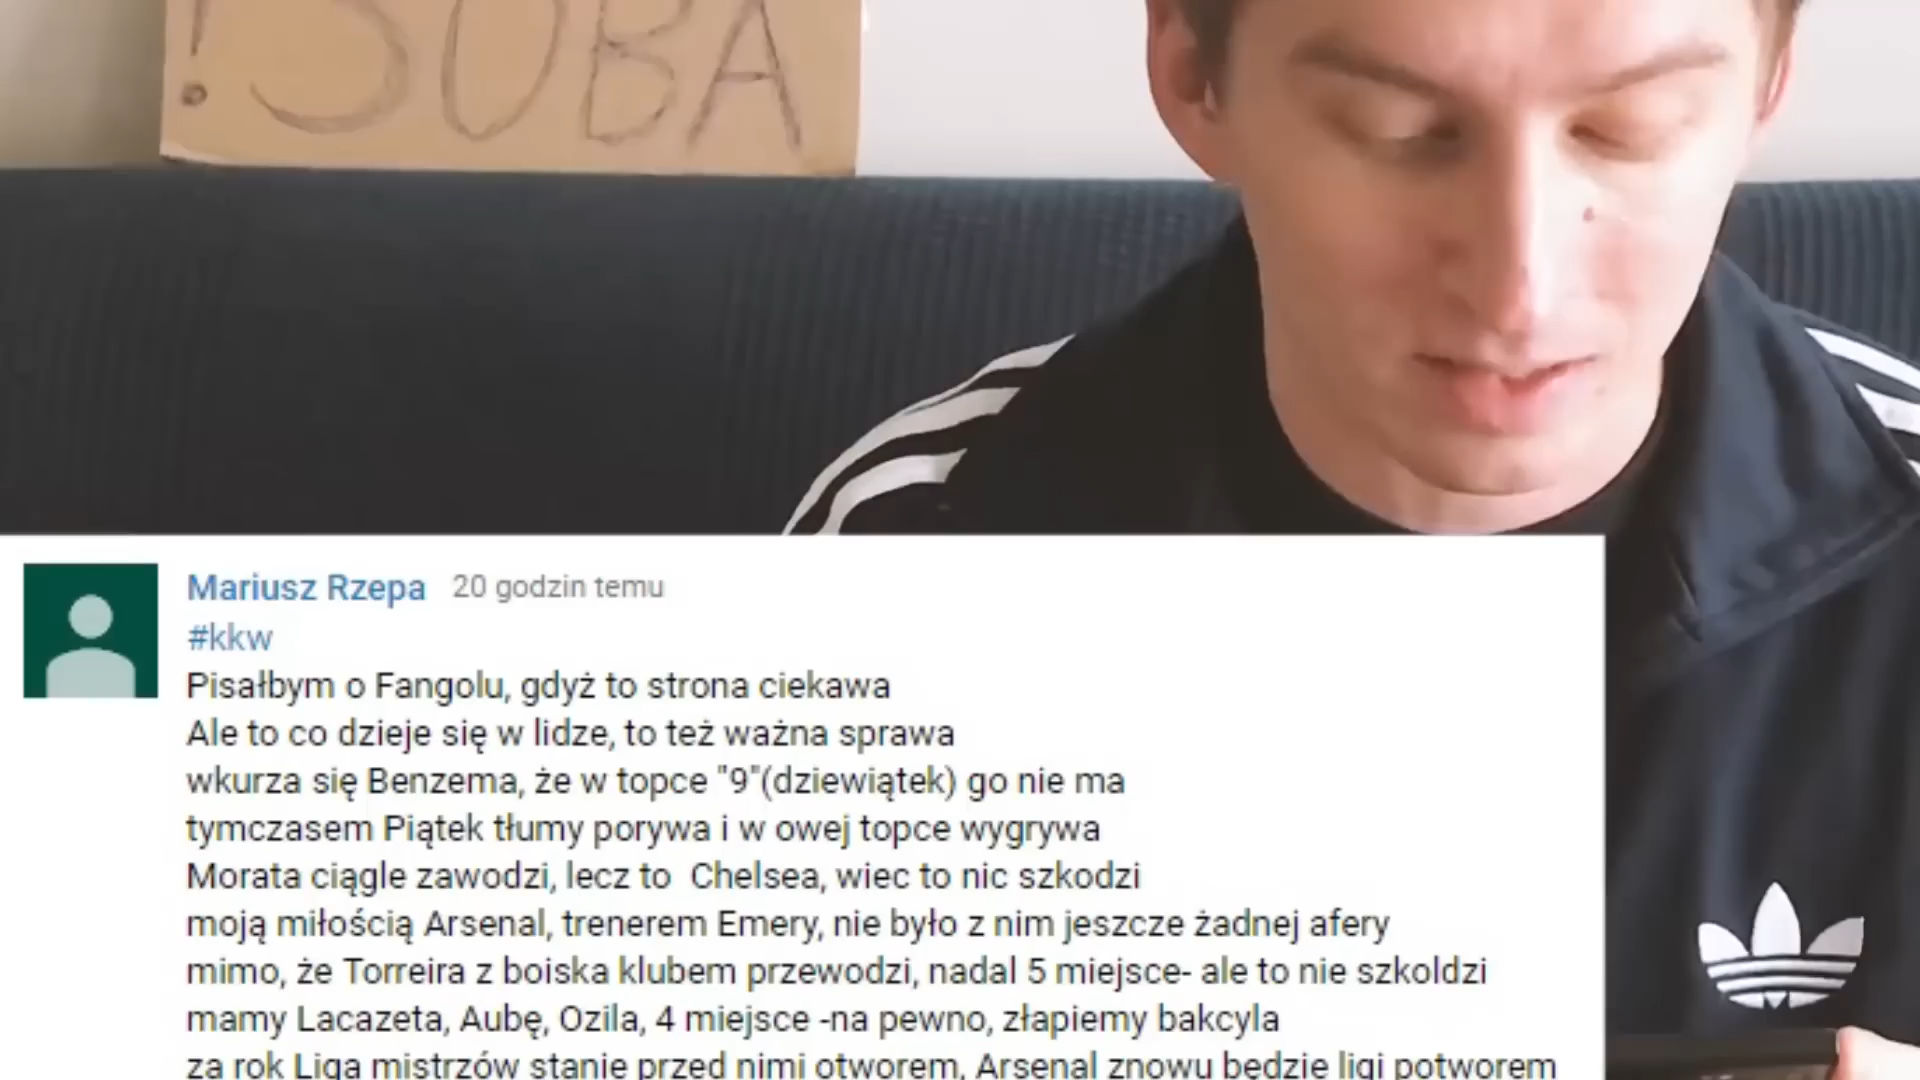 ! SOBA
Mariusz Rzepa 20 godzin temu
#kkw
Pisałbym o Fangolu, gdyż to strona ciekawa
Ale to co dzieje się w lidze, to też ważna sprawa
wkurza się Benzema, że w topce "9"(dziewiątek) go nie ma
tymczasem Piątek tłumy porywa i w owej topce wygrywa
Morata ciągle zawodzi, lecz to Chelsea, wiec to nic szkodzi
moją miłością Arsenal, trenerem Emery, nie było z nim jeszcze żadnej afery
mimo, że Torreira z boiska klubem przewodzi, nadal 5 miejsce- ale to nie szkoldzi
mamy Lacazeta, Aubę, Ozila, 4 miejsce -na pewno, złapiemy bakcyla
za rok Liga mistrzów stanie przed nimi otworem, Arsenal znowu będzie ligi potworem